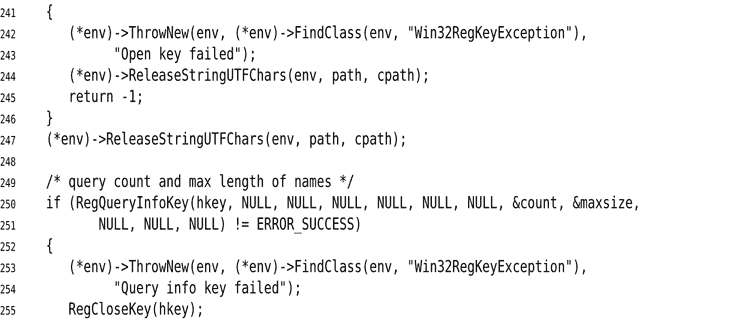 241    {
242       (*env)->ThrowNew(env, (*env)->FindClass(env, "Win32RegKeyException"),
243             "Open key failed");
244       (*env)->ReleaseStringUTFChars(env, path, cpath);
245       return -1;
246    }
247    (*env)->ReleaseStringUTFChars(env, path, cpath);
248
249    /* query count and max length of names */
250    if (RegQueryInfoKey(hkey, NULL, NULL, NULL, NULL, NULL, NULL, &count, &maxsize,
251           NULL, NULL, NULL) != ERROR_SUCCESS)
252    {
253       (*env)->ThrowNew(env, (*env)->FindClass(env, "Win32RegKeyException"),
254             "Query info key failed");
255       RegCloseKey(hkey);